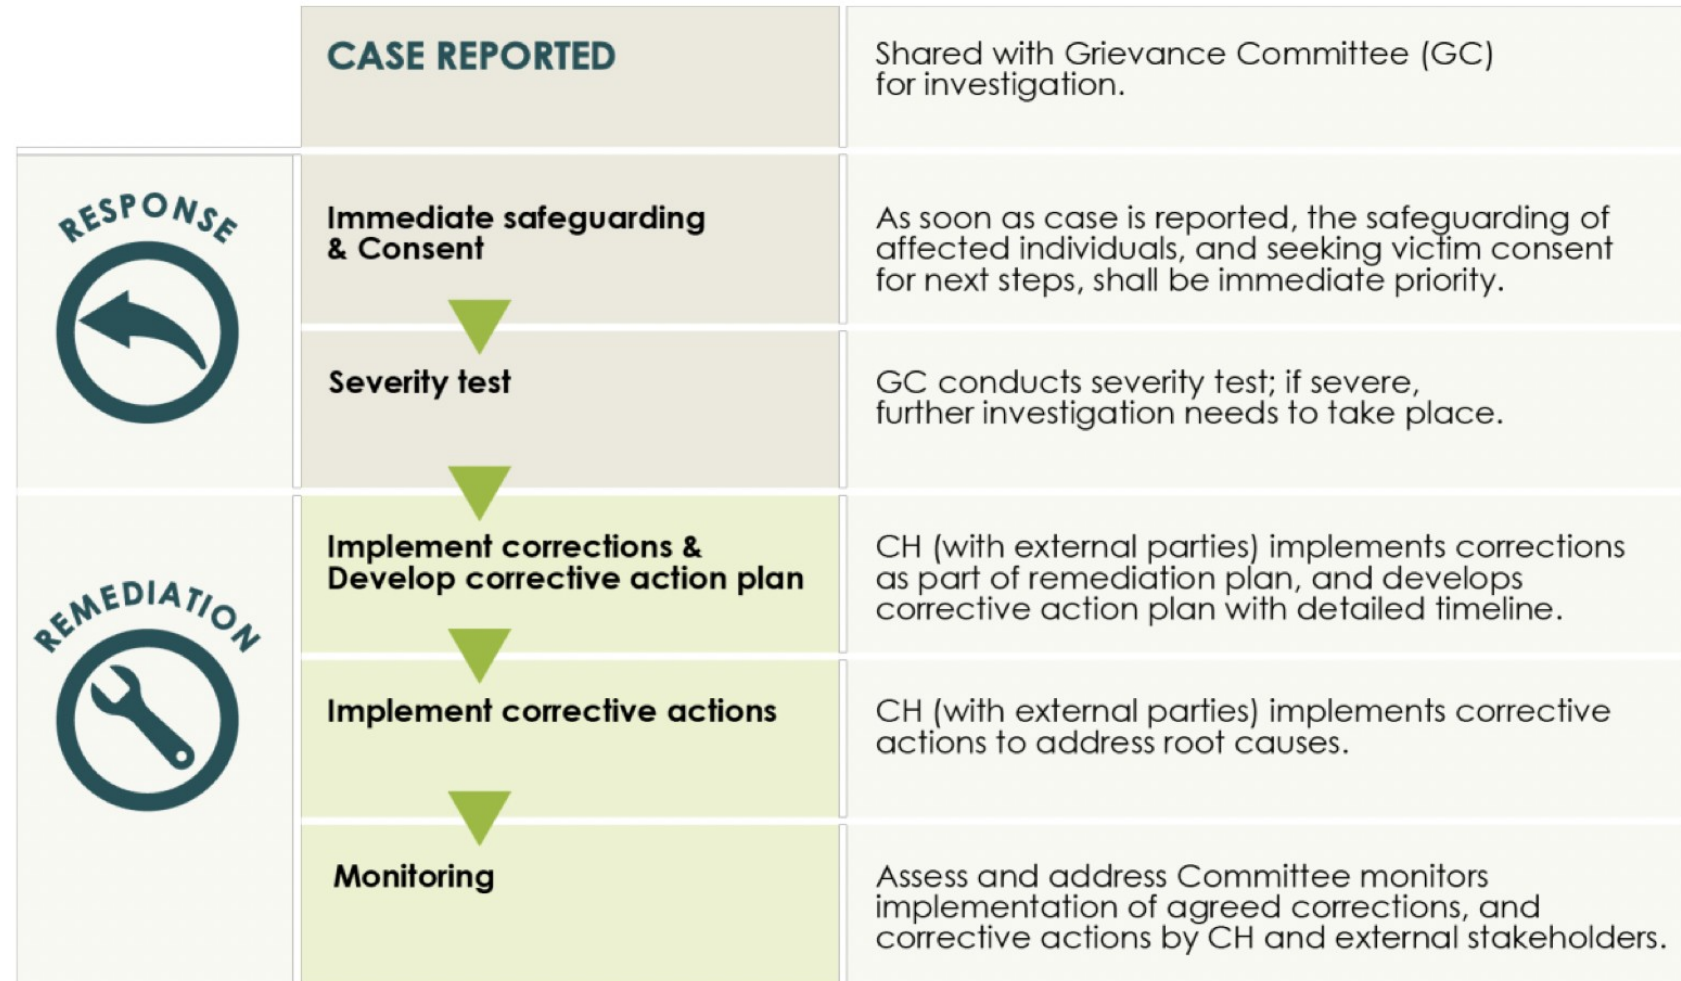 CASE REPORTED
Shared with Grievance Committee (GC)
for investigation.
RESPONSE
Immediate safeguarding
& Consent
As soon as case is reported, the safeguarding of
affected individuals, and seeking victim consent
for next steps, shall be immediate priority.
Severity test
GC conducts severity test; if severe,
further investigation needs to take place.
REMEDIATION
Implement corrections &
Develop corrective action plan
CH (with external parties) implements corrections
as part of remediation plan, and develops
corrective action plan with detailed timeline.
Implement corrective actions
CH (with external parties) implements corrective
actions to address root causes.
Monitoring
Assess and address Committee monitors
implementation of agreed corrections, and
corrective actions by CH and external stakeholders.